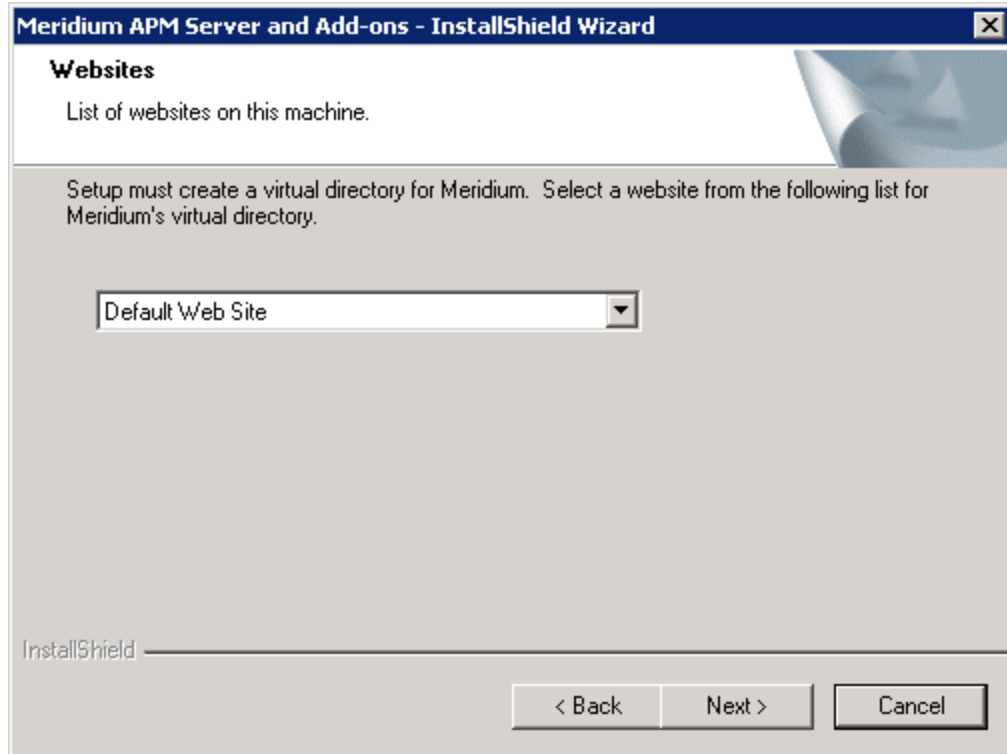 Meridium APM Server and Add-ons - InstallShield Wizard
Websites
List of websites on this machine.
Setup must create a virtual directory for Meridium. Select a website from the following list for
Meridium's virtual directory.
Default Web Site
InstallShield
< Back Next > Cancel